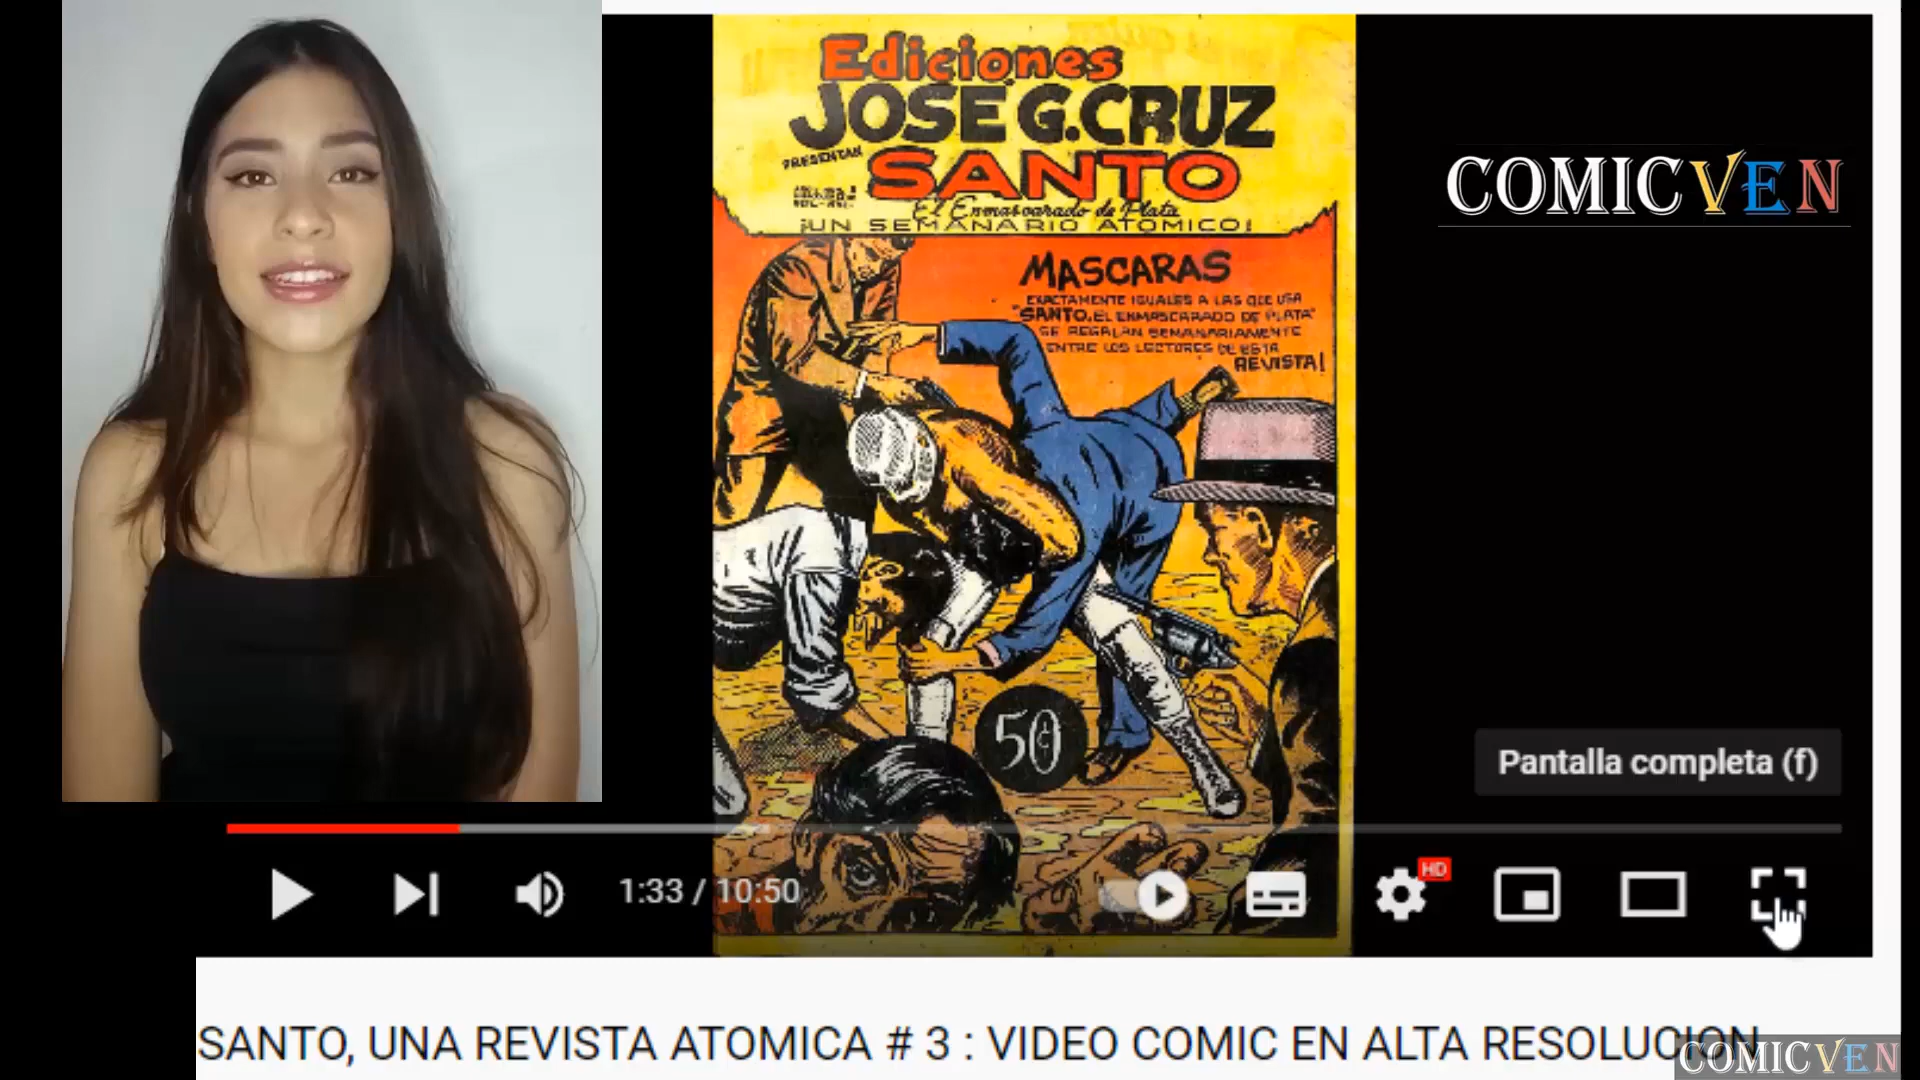 Ediciones
JOSE G. CRUZ
PRESENTAN
SANTO
El Enmascarado de Plata
¡UN SEMANARIO ATOMICO!
MASCARAS
EXACTAMENTE IGUALES A LAS QUE USA
"SANTO, EL ENMASCARADO DE PLATA"
SE REGALAN SEMANARIAMENTE
ENTRE LOS LECTORES DE ESTA
REVISTA!
50¢
COMICVEN
Pantalla completa (f)
1:33 / 10:50
HD
SANTO, UNA REVISTA ATOMICA # 3 : VIDEO COMIC EN ALTA RESOLUCION
COMICVEN